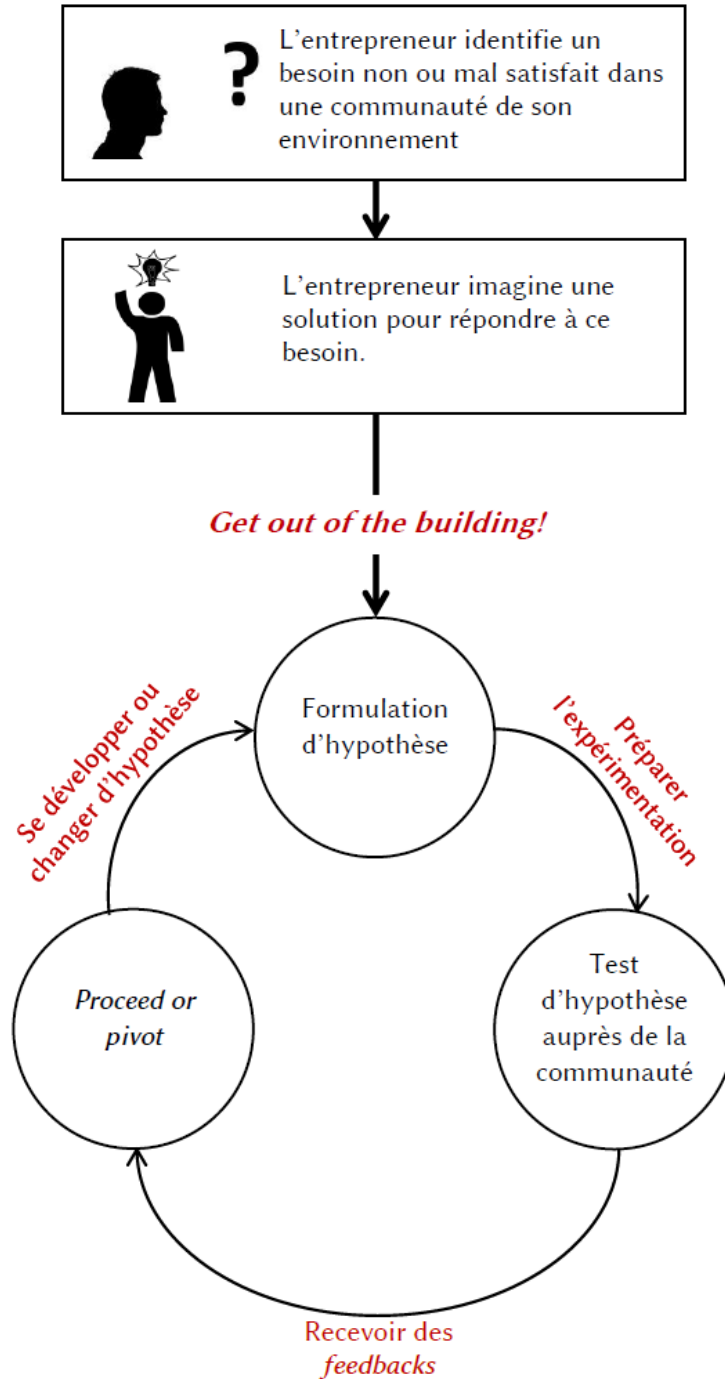 ?
L'entrepreneur identifie un
besoin non ou mal satisfait dans
une communauté de son
environnement
L'entrepreneur imagine une
solution pour répondre à ce
besoin.
Get out of the building!
Formulation
d'hypothèse
Préparer
l'expérimentation
Test
d'hypothèse
auprès de la
communauté
Recevoir des
feedbacks
Proceed or
pivot
Se développer ou
changer d'hypothèse